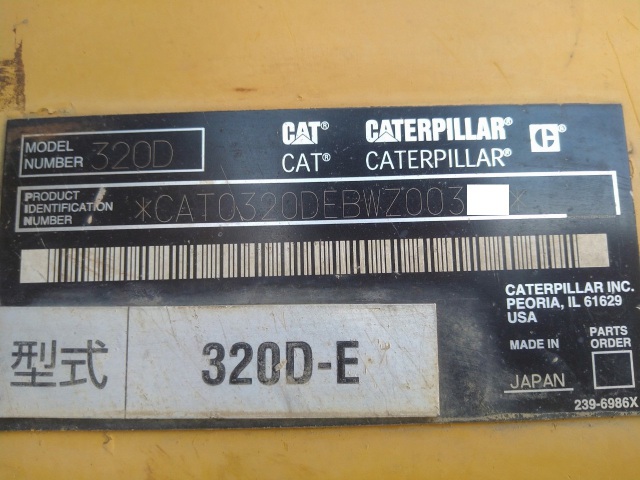 MODEL NUMBER 320D
CAT® CATERPILLAR® C®
CAT® CATERPILLAR®
PRODUCT IDENTIFICATION NUMBER *CAT0320DEBWZ003
CATERPILLAR INC.
PEORIA, IL 61629
USA
MADE IN JAPAN
PARTS ORDER
型式 320D-E
239-6986X